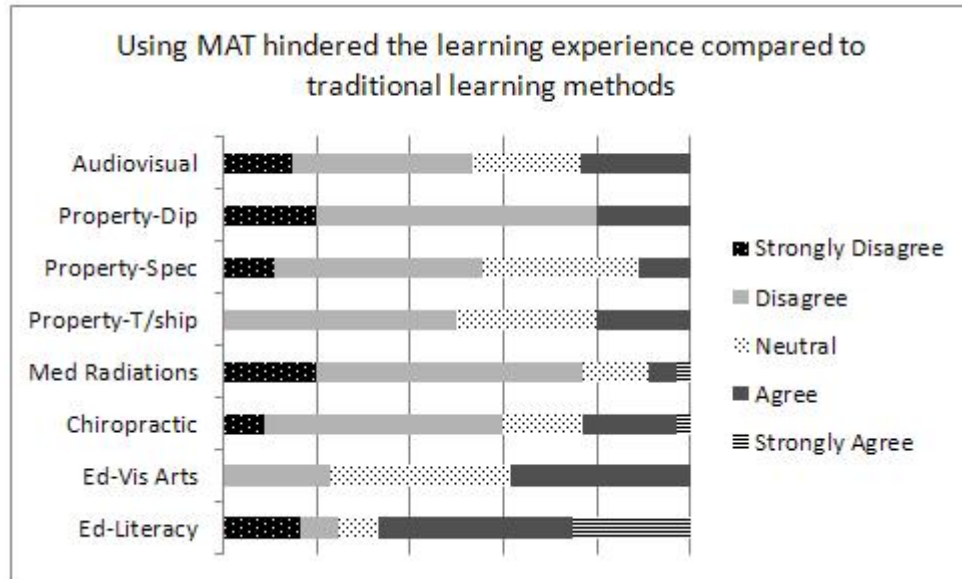 Using MAT hindered the learning experience compared to
traditional learning methods
Audiovisual
Property-Dip
Property-Spec
Property-T/ship
Med Radiations
Chiropractic
Ed-Vis Arts
Ed-Literacy
Strongly Disagree
Disagree
Neutral
Agree
Strongly Agree